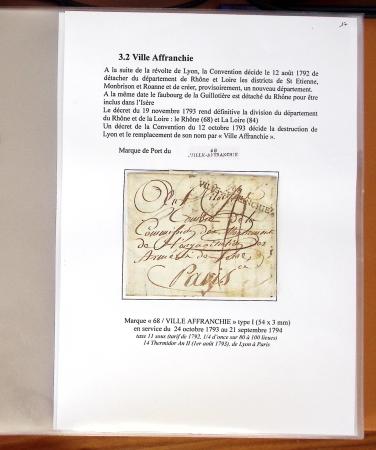 3.2 Ville Affranchie
A la suite de la révolte de Lyon, la Convention décide le 12 août 1792 de
détacher du département de Rhône et Loire les districts de St Etienne,
Monbrison et Roanne et de créer, provisoirement, un nouveau département.
A la même date le faubourg de la Guillotière est détaché du Rhône pour être
inclus dans l'Isère
Le décret du 19 novembre 1793 rend définitive la division du département
du Rhône et de la Loire : le Rhône (68) et La Loire (84)
Un décret de la Convention du 12 octobre 1793 décide la destruction de
Lyon et le remplacement de son nom par « Ville Affranchie ».
Marque de Port du
68
VILLE-AFFRANCHIE
Commission
de
Armes
Paris
Marque « 68 / VILLE AFFRANCHIE » type I (54 x 3 mm)
en service du 24 octobre 1793 au 21 septembre 1794
taxe 11 sous (tarif de 1792, 1/4 d'once sur 80 à 100 lieues)
14 Thermidor An II (1er août 1793), de Lyon à Paris